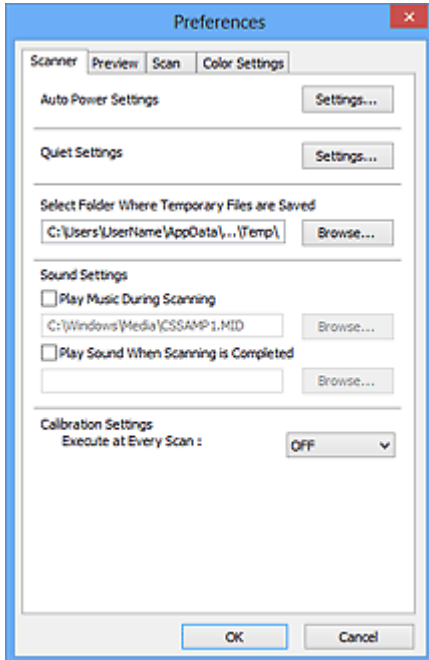 Preferences
Scanner Preview Scan Color Settings
Auto Power Settings Settings...
Quiet Settings Settings...
Select Folder Where Temporary Files are Saved
C:\Users\UserName\AppData\...\Temp\ Browse...
Sound Settings
Play Music During Scanning
C:\Windows\Media\CSSAMP1.MID Browse...
Play Sound When Scanning is Completed
Browse...
Calibration Settings
Execute at Every Scan : OFF
OK Cancel